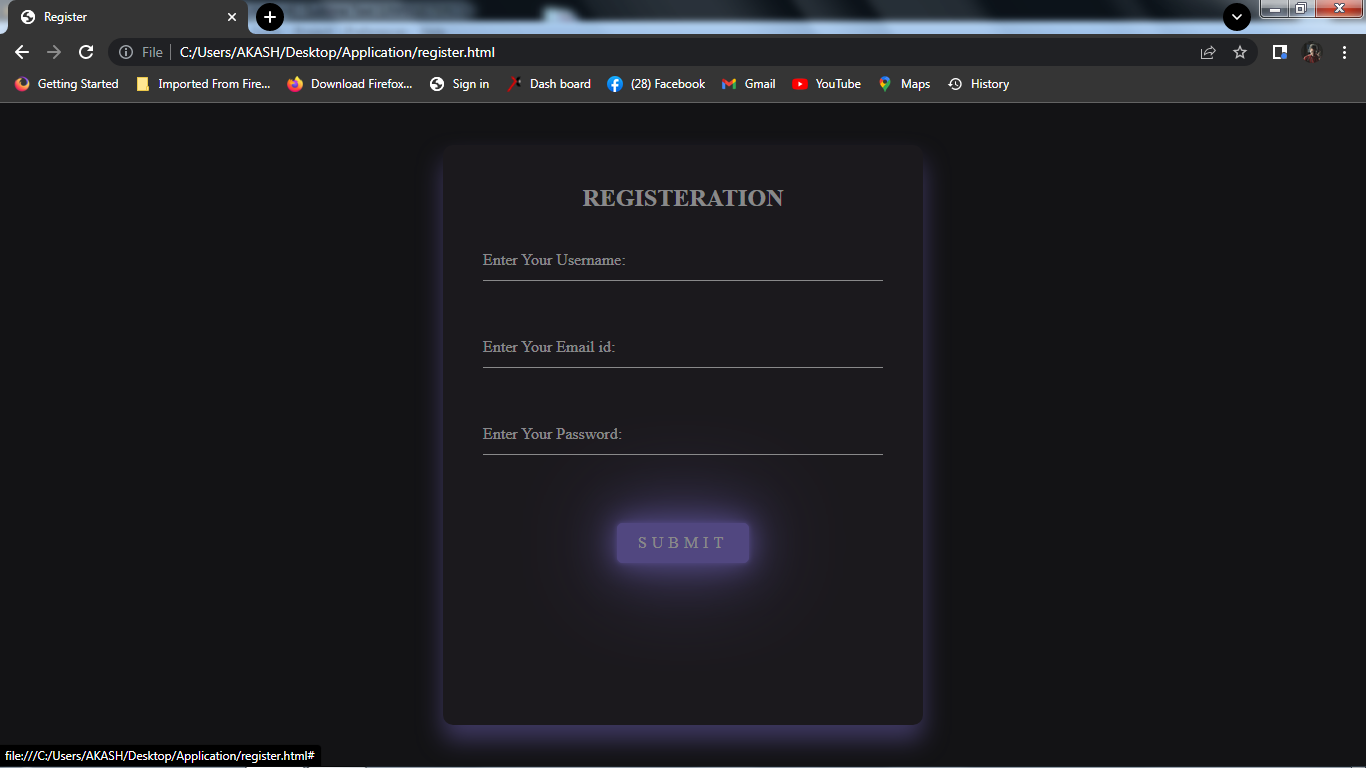 Register
File C:/Users/AKASH/Desktop/Application/register.html
Getting Started Imported From Fire... Download Firefox... Sign in Dash board (28) Facebook Gmail YouTube Maps History
REGISTERATION
Enter Your Username:
Enter Your Email id:
Enter Your Password:
SUBMIT
file:///C:/Users/AKASH/Desktop/Application/register.html#